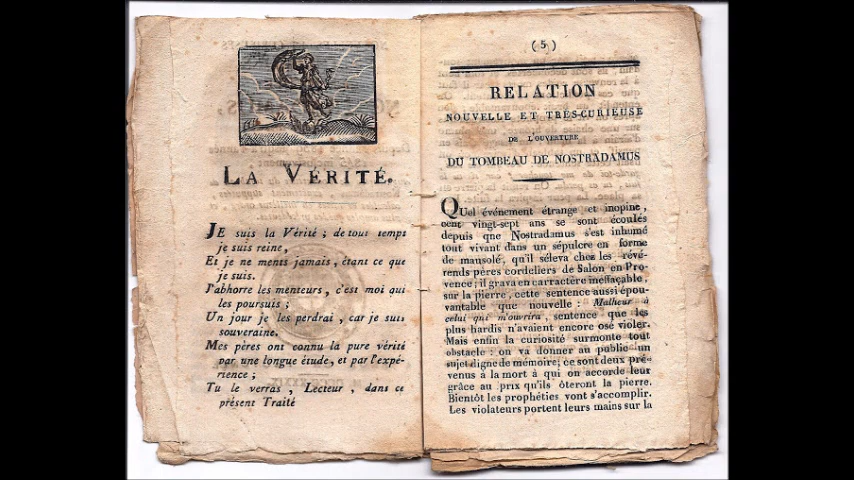 LA VÉRITÉ.
JE suis la Vérité ; de tout temps
je suis reine,
Et je ne ments jamais, étant ce que
je suis.
J'abhorre les menteurs, c'est moi qui
les poursuis ;
Un jour je les perdrai, car je suis
souveraine.
Mes pères ont connu la pure vérité
par une longue étude, et par l'expé-
rience ;
Tu le verras, Lecteur, dans ce
présent Traité
( 5 )
RELATION
NOUVELLE ET TRES-CURIEUSE
DE L'OUVERTURE
DU TOMBEAU DE NOSTRADAMUS
QUel événement étrange et inopine,
cent vingt-sept ans se sont écoulés
depuis que Nostradamus s'est inhumé
tout vivant dans un sépulcre en forme
de mausolé, qu'il séleva chez les révé-
rends pères cordeliers de Salon en Pro-
vence ; il grava en carractère ineffaçable,
sur la pierre, cette sentence aussi épou-
vantable que nouvelle : Malheur à
celui qui m'ouvrira, sentence que les
plus hardis n'avaient encore osé violer.
Mais enfin la curiosité surmonte tout
obstacle : on va donner au public un
sujet digne de mémoire ; ce sont deux pré-
venus à la mort à qui on accorde leur
grâce au prix qu'ils ôteront la pierre.
Bientôt les prophéties vont s'accomplir.
Les violateurs portent leurs mains sur la